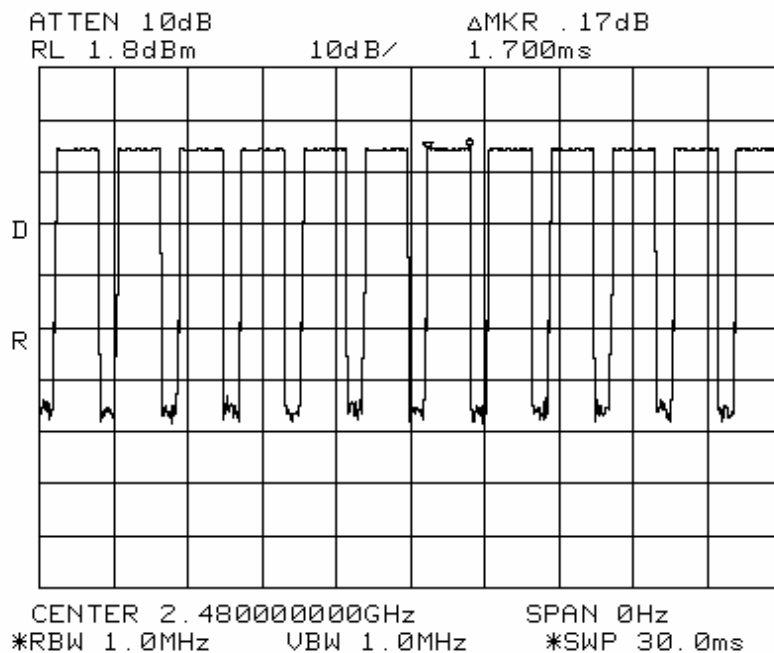 ATTEN 10dB ΔMKR .17dB
RL 1.8dBm 10dB/ 1.700ms
D
R
CENTER 2.480000000GHz SPAN 0Hz
*RBW 1.0MHz VBW 1.0MHz *SWP 30.0ms